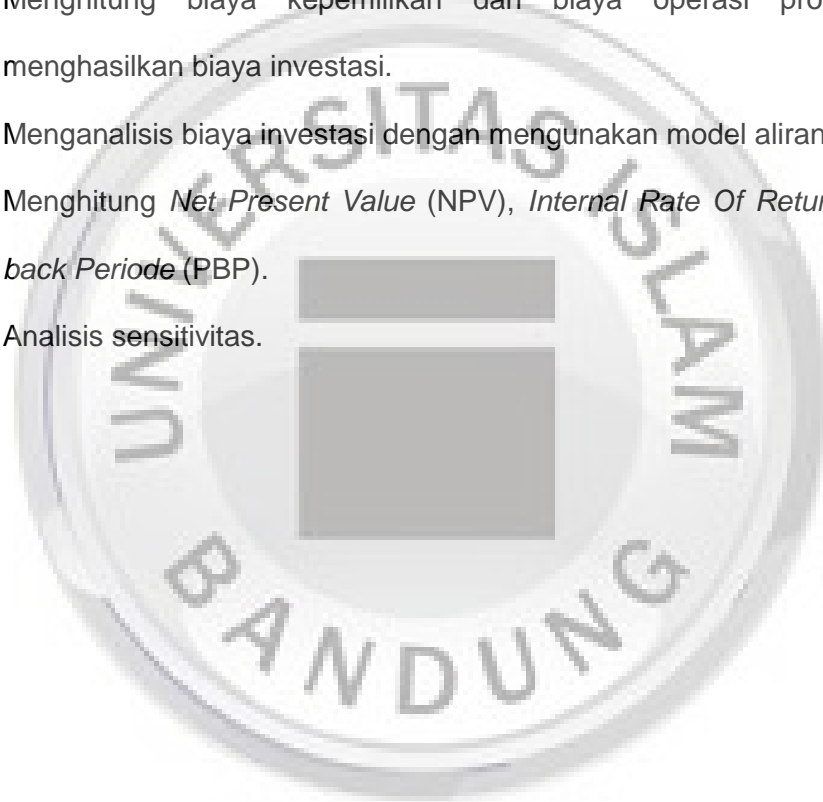 Menghitung biaya kepemilikan dan biaya operasi
menghasilkan biaya investasi.
Menganalisis biaya investasi dengan mengunakan model aliran
Menghitung Net Present Value (NPV), Internal Rate Of
back Periode (PBP).
Analisis sensitivitas.
UNIVERSITAS ISLAM
BANDUNG